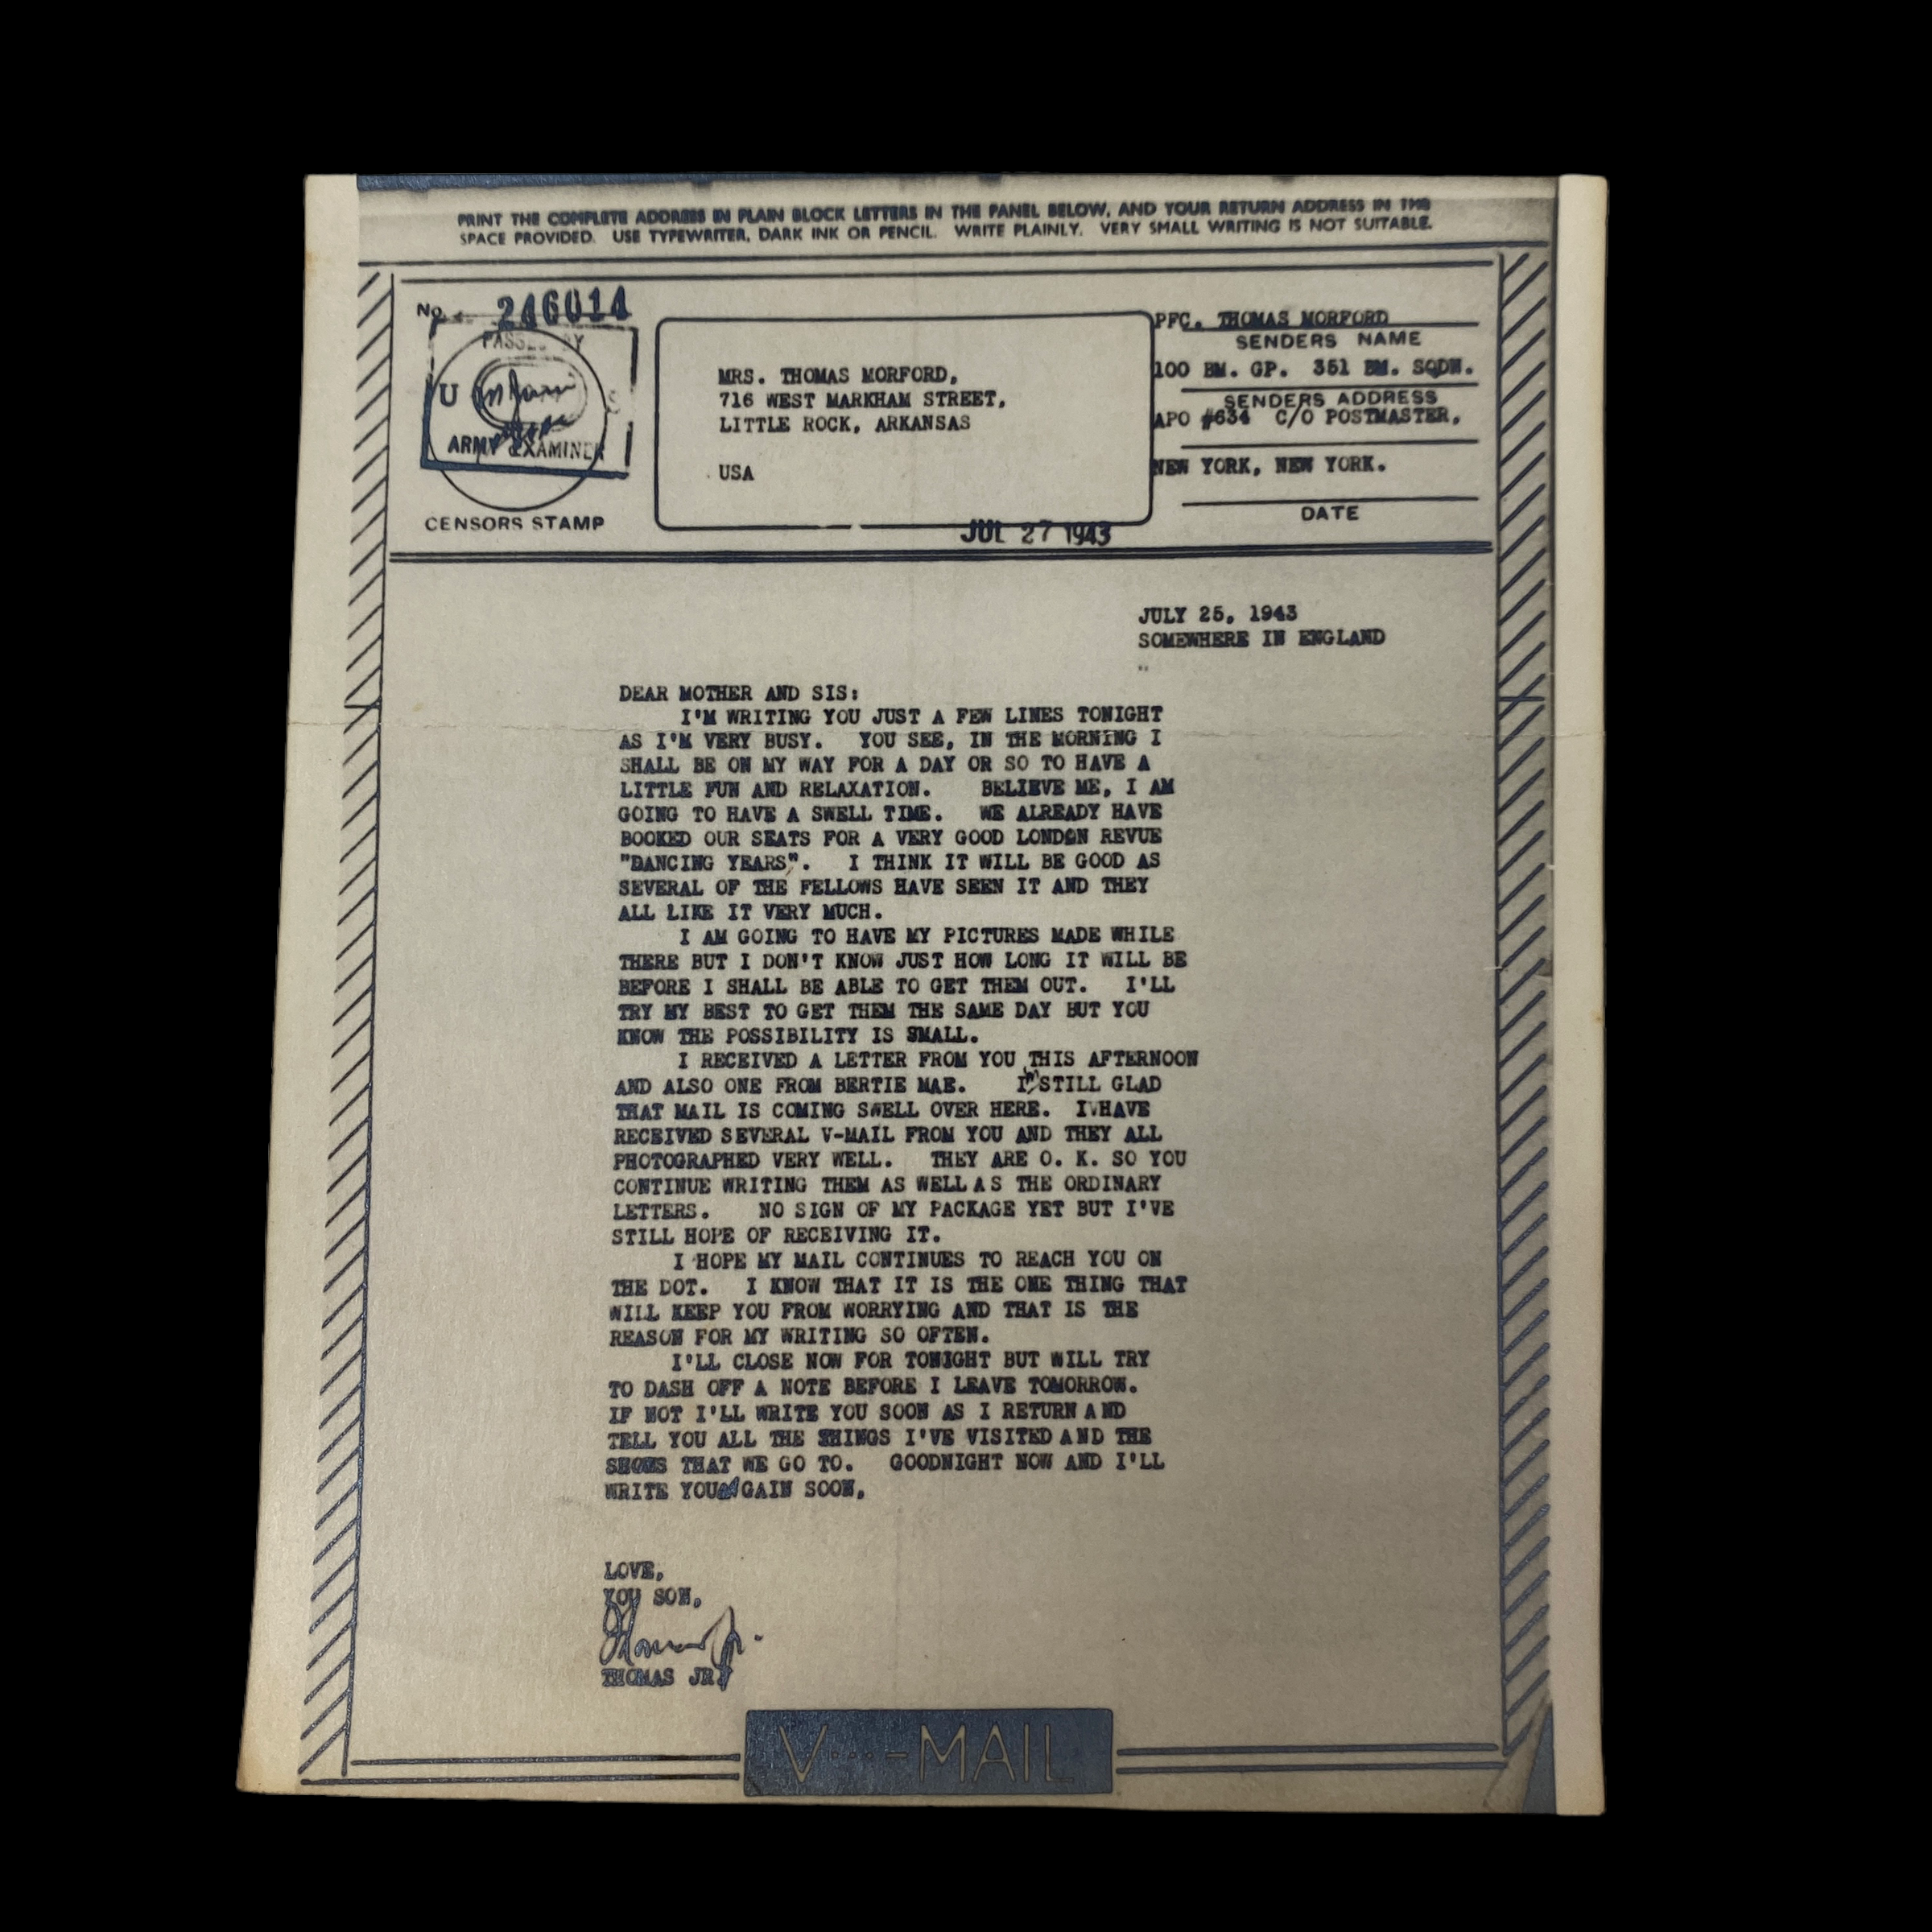 PRINT THE COMPLETE ADDRESS IN PLAIN BLOCK LETTERS IN THE PANEL BELOW, AND YOUR RETURN ADDRESS IN THE
SPACE PROVIDED. USE TYPEWRITER, DARK INK OR PENCIL. WRITE PLAINLY. VERY SMALL WRITING IS NOT SUITABLE.
No. 246014
PASSED BY
U S
ARMY EXAMINER
CENSORS STAMP
MRS. THOMAS MORFORD,
716 WEST MARKHAM STREET,
LITTLE ROCK, ARKANSAS
USA
PFC. THOMAS MORFORD
SENDERS NAME
100 BM. GP. 351 BM. SQDN.
SENDERS ADDRESS
APO #634 C/O POSTMASTER,
NEW YORK, NEW YORK.
DATE
JUL 27 1943
JULY 25, 1943
SOMEWHERE IN ENGLAND
DEAR MOTHER AND SIS:
I'M WRITING YOU JUST A FEW LINES TONIGHT
AS I'M VERY BUSY. YOU SEE, IN THE MORNING I
SHALL BE ON MY WAY FOR A DAY OR SO TO HAVE A
LITTLE FUN AND RELAXATION. BELIEVE ME, I AM
GOING TO HAVE A SWELL TIME. WE ALREADY HAVE
BOOKED OUR SEATS FOR A VERY GOOD LONDON REVUE
"DANCING YEARS". I THINK IT WILL BE GOOD AS
SEVERAL OF THE FELLOWS HAVE SEEN IT AND THEY
ALL LIKE IT VERY MUCH.
I AM GOING TO HAVE MY PICTURES MADE WHILE
THERE BUT I DON'T KNOW JUST HOW LONG IT WILL BE
BEFORE I SHALL BE ABLE TO GET THEM OUT. I'LL
TRY MY BEST TO GET THEM THE SAME DAY BUT YOU
KNOW THE POSSIBILITY IS SMALL.
I RECEIVED A LETTER FROM YOU THIS AFTERNOON
AND ALSO ONE FROM BERTIE MAE. I'm STILL GLAD
THAT MAIL IS COMING SWELL OVER HERE. I HAVE
RECEIVED SEVERAL V-MAIL FROM YOU AND THEY ALL
PHOTOGRAPHED VERY WELL. THEY ARE O. K. SO YOU
CONTINUE WRITING THEM AS WELL AS THE ORDINARY
LETTERS. NO SIGN OF MY PACKAGE YET BUT I'VE
STILL HOPE OF RECEIVING IT.
I HOPE MY MAIL CONTINUES TO REACH YOU ON
THE DOT. I KNOW THAT IT IS THE ONE THING THAT
WILL KEEP YOU FROM WORRYING AND THAT IS THE
REASON FOR MY WRITING SO OFTEN.
I'LL CLOSE NOW FOR TONIGHT BUT WILL TRY
TO DASH OFF A NOTE BEFORE I LEAVE TOMORROW.
IF NOT I'LL WRITE YOU SOON AS I RETURN AND
TELL YOU ALL THE THINGS I'VE VISITED AND THE
SHOWS THAT WE GO TO. GOODNIGHT NOW AND I'LL
WRITE YOU AGAIN SOON,
LOVE,
YOU SON,
Thomas Jr.
THOMAS JR
V···-MAIL